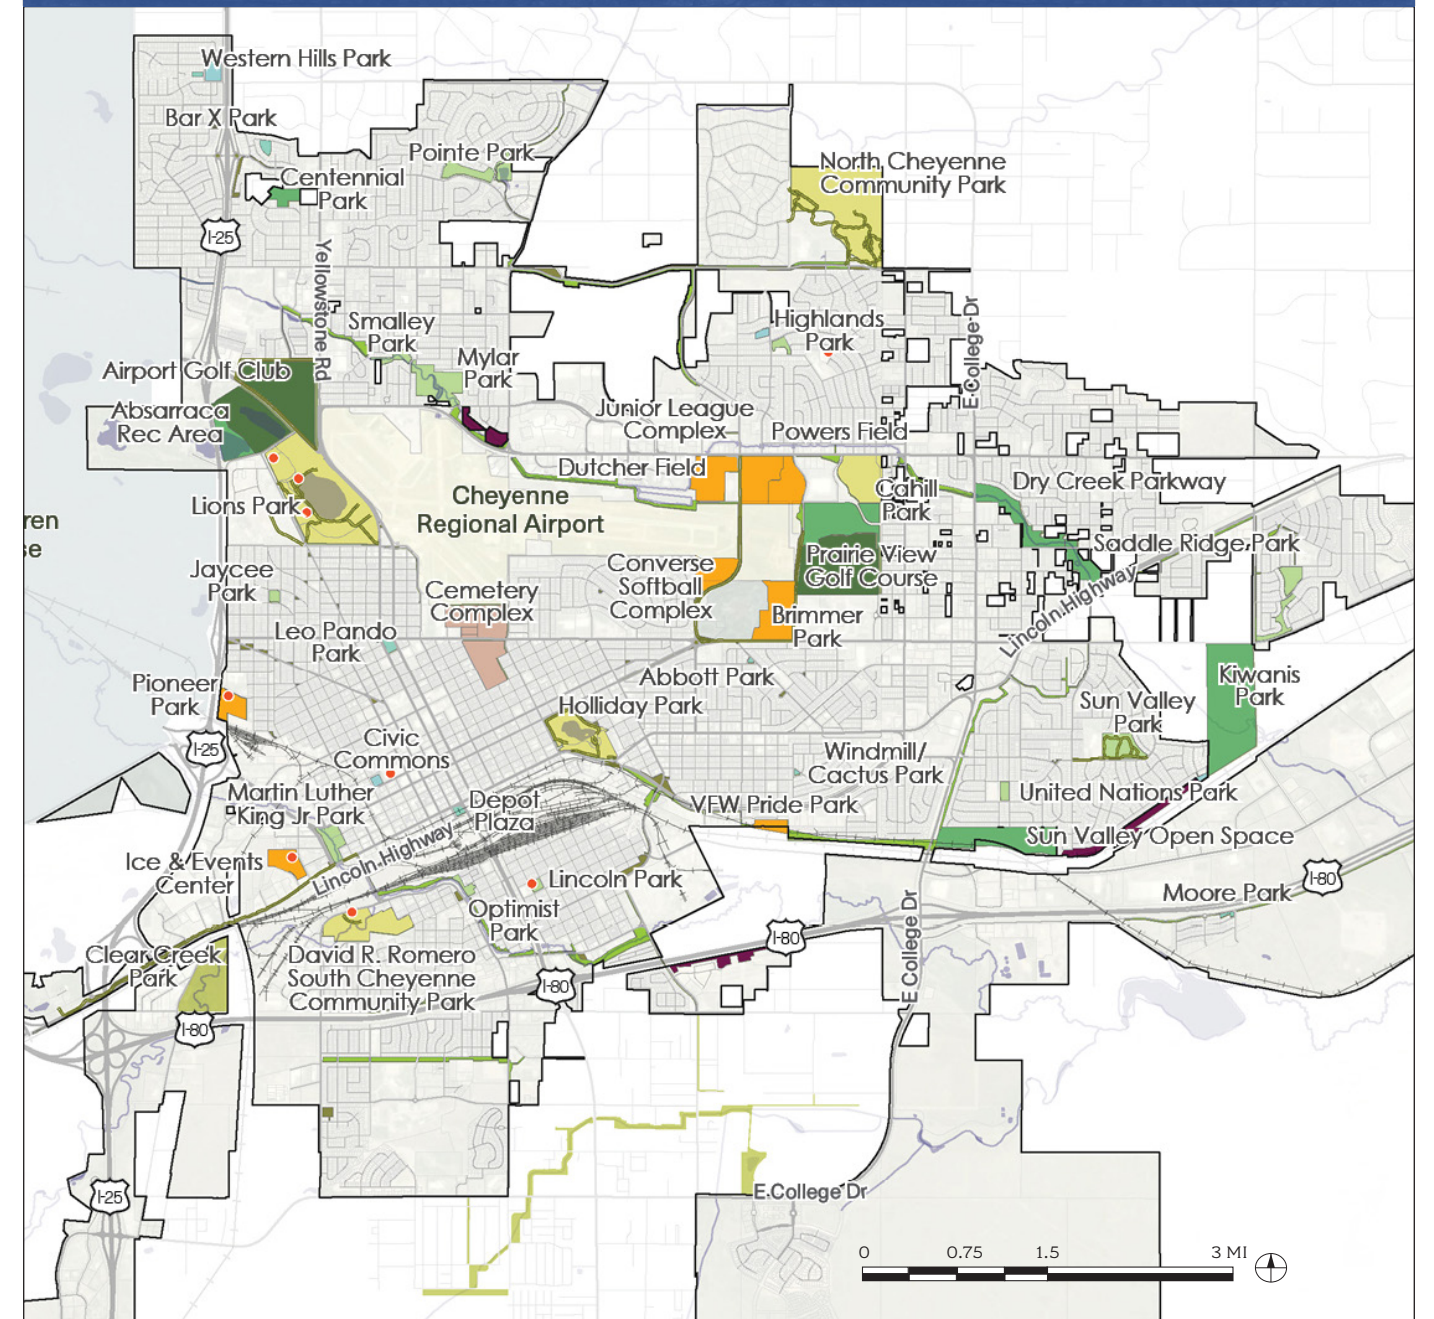 Western Hills Park
Bar X Park
Pointe Park
Centennial
Park
North Cheyenne
Community Park
I-25
Yellowstone Rd
Smalley
Park
Mylar
Park
Highlands
Park
E College Dr
Airport Golf Club
Absarraca
Rec Area
Junior League
Complex
Powers Field
Dutcher Field
Cahill
Park
Dry Creek Parkway
Lions Park
Cheyenne
Regional Airport
ren
se
Prairie View
Golf Course
Saddle Ridge Park
Jaycee
Park
Cemetery
Complex
Converse
Softball
Complex
Brimmer
Park
Lincoln Highway
Leo Pando
Park
Abbott Park
Kiwanis
Park
Pioneer
Park
Holliday Park
Sun Valley
Park
I-25
Civic
Commons
Windmill/
Cactus Park
Martin Luther
King Jr Park
Depot
Plaza
VFW Pride Park
United Nations Park
Lincoln Highway
Sun Valley Open Space
Ice & Events
Center
Lincoln Park
Moore Park
I-80
Optimist
Park
I-80
E College Dr
Clear Creek
Park
David R. Romero
South Cheyenne
Community Park
I-80
I-80
I-25
E College Dr
0 0.75 1.5 3 MI